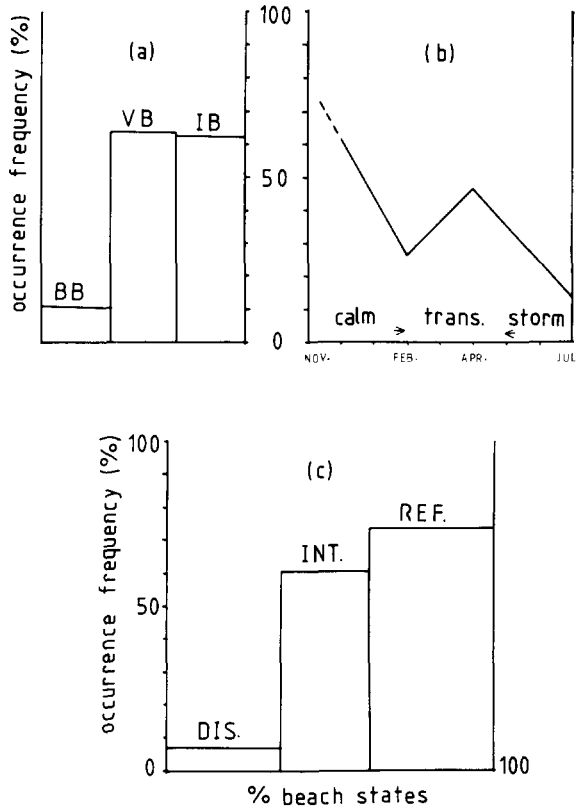 occurrence frequency (%)
(a)
BB
VB
IB
100
50
0
(b)
calm
trans.
storm
NOV.
FEB.
APR.
JUL
occurrence frequency (%)
100
50
0
(c)
DIS.
INT.
REF.
100
% beach states